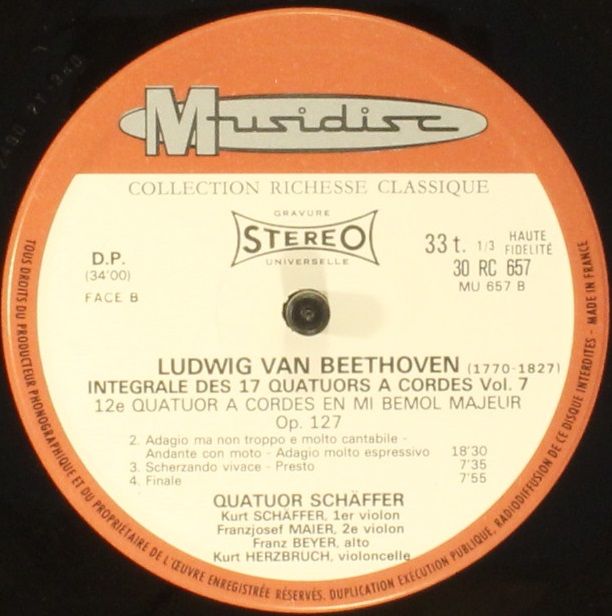 Musidisc
COLLECTION RICHESSE CLASSIQUE
GRAVURE
STEREO
UNIVERSELLE
D.P.
(34'00)
FACE B
33 t. 1/3 HAUTE FIDELITÉ
30 RC 657
MU 657 B
LUDWIG VAN BEETHOVEN (1770-1827)
INTEGRALE DES 17 QUATUORS A CORDES Vol. 7
12e QUATUOR A CORDES EN MI BEMOL MAJEUR
Op. 127
2. Adagio ma non troppo e molto cantabile -
Andante con moto - Adagio molto espressivo 18'30
3. Scherzando vivace - Presto 7'35
4. Finale 7'55
QUATUOR SCHÄFFER
Kurt SCHÄFFER, 1er violon
Franzjosef MAIER, 2e violon
Franz BEYER, alto
Kurt HERZBRUCH, violoncelle
TOUS DROITS DU PRODUCTEUR PHONOGRAPHIQUE ET DU PROPRIÉTAIRE DE L'ŒUVRE ENREGISTRÉE RÉSERVÉS. DUPLICATION EXÉCUTION PUBLIQUE, RADIODIFFUSION DE CE DISQUE INTERDITES - MADE IN FRANCE